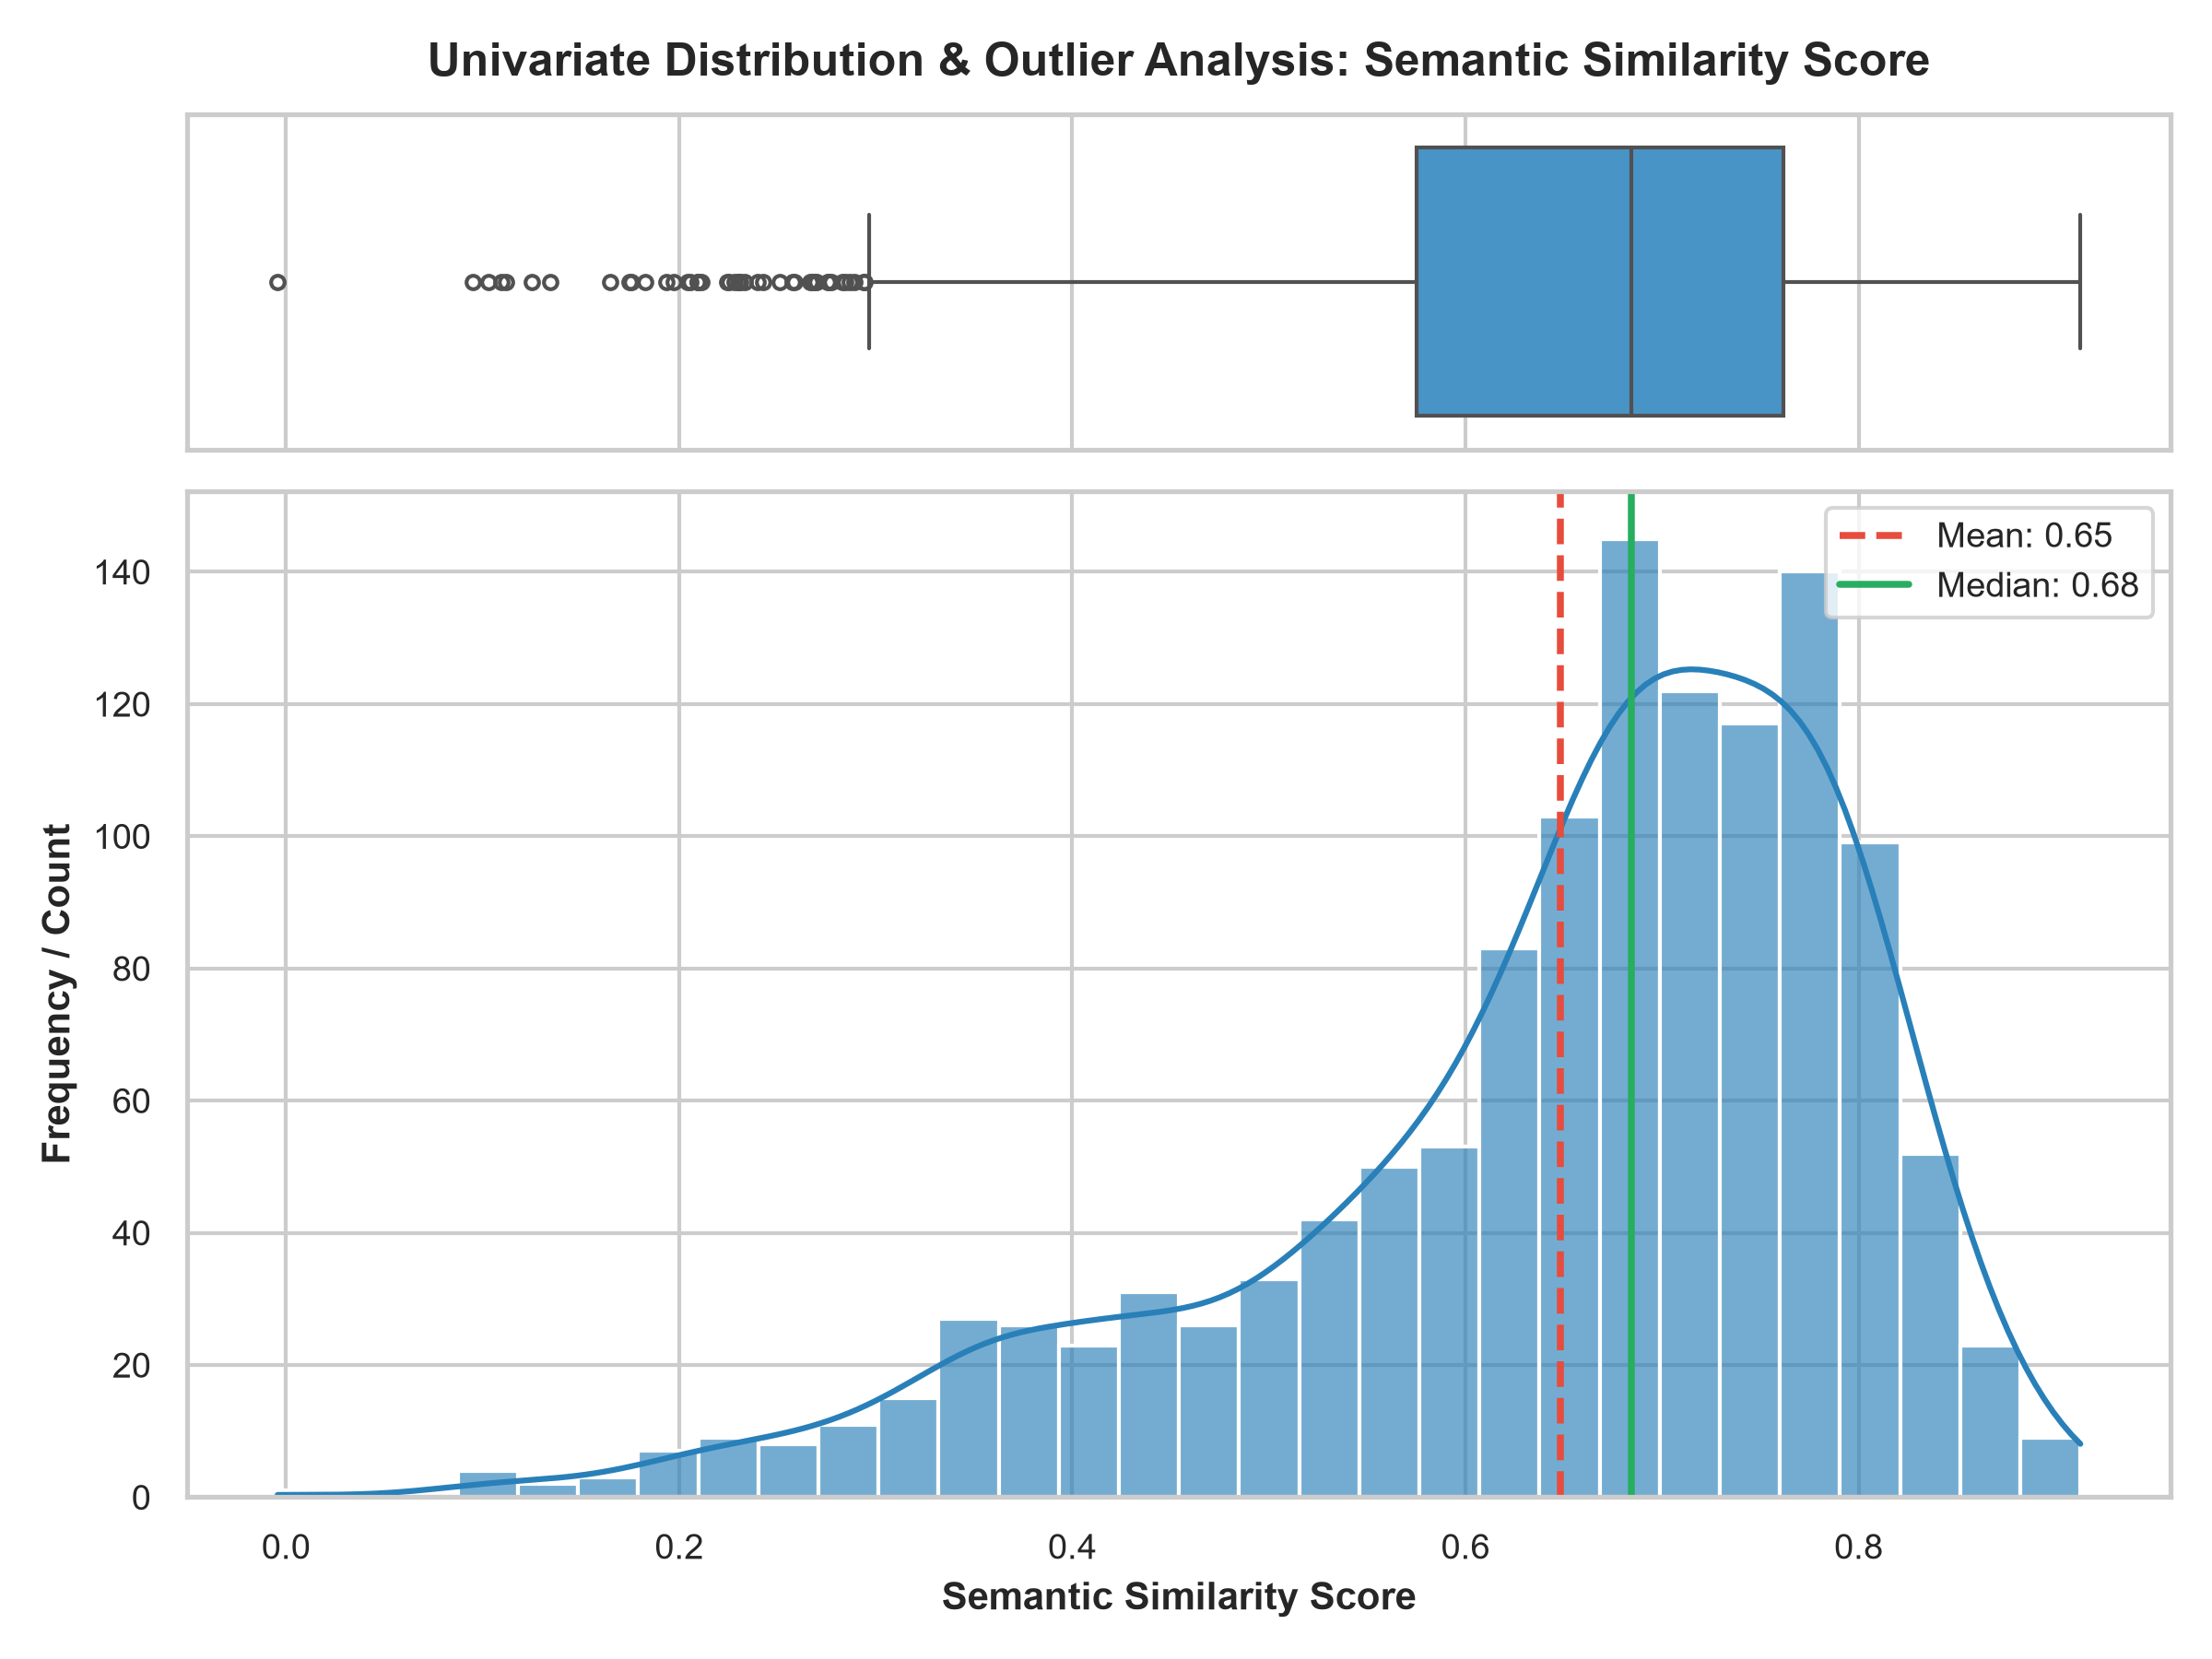 Univariate Distribution & Outlier Analysis: Semantic Similarity Score
Mean: 0.65
Median: 0.68
140
120
100
80
60
40
20
0
Frequency / Count
0.0 0.2 0.4 0.6 0.8
Semantic Similarity Score